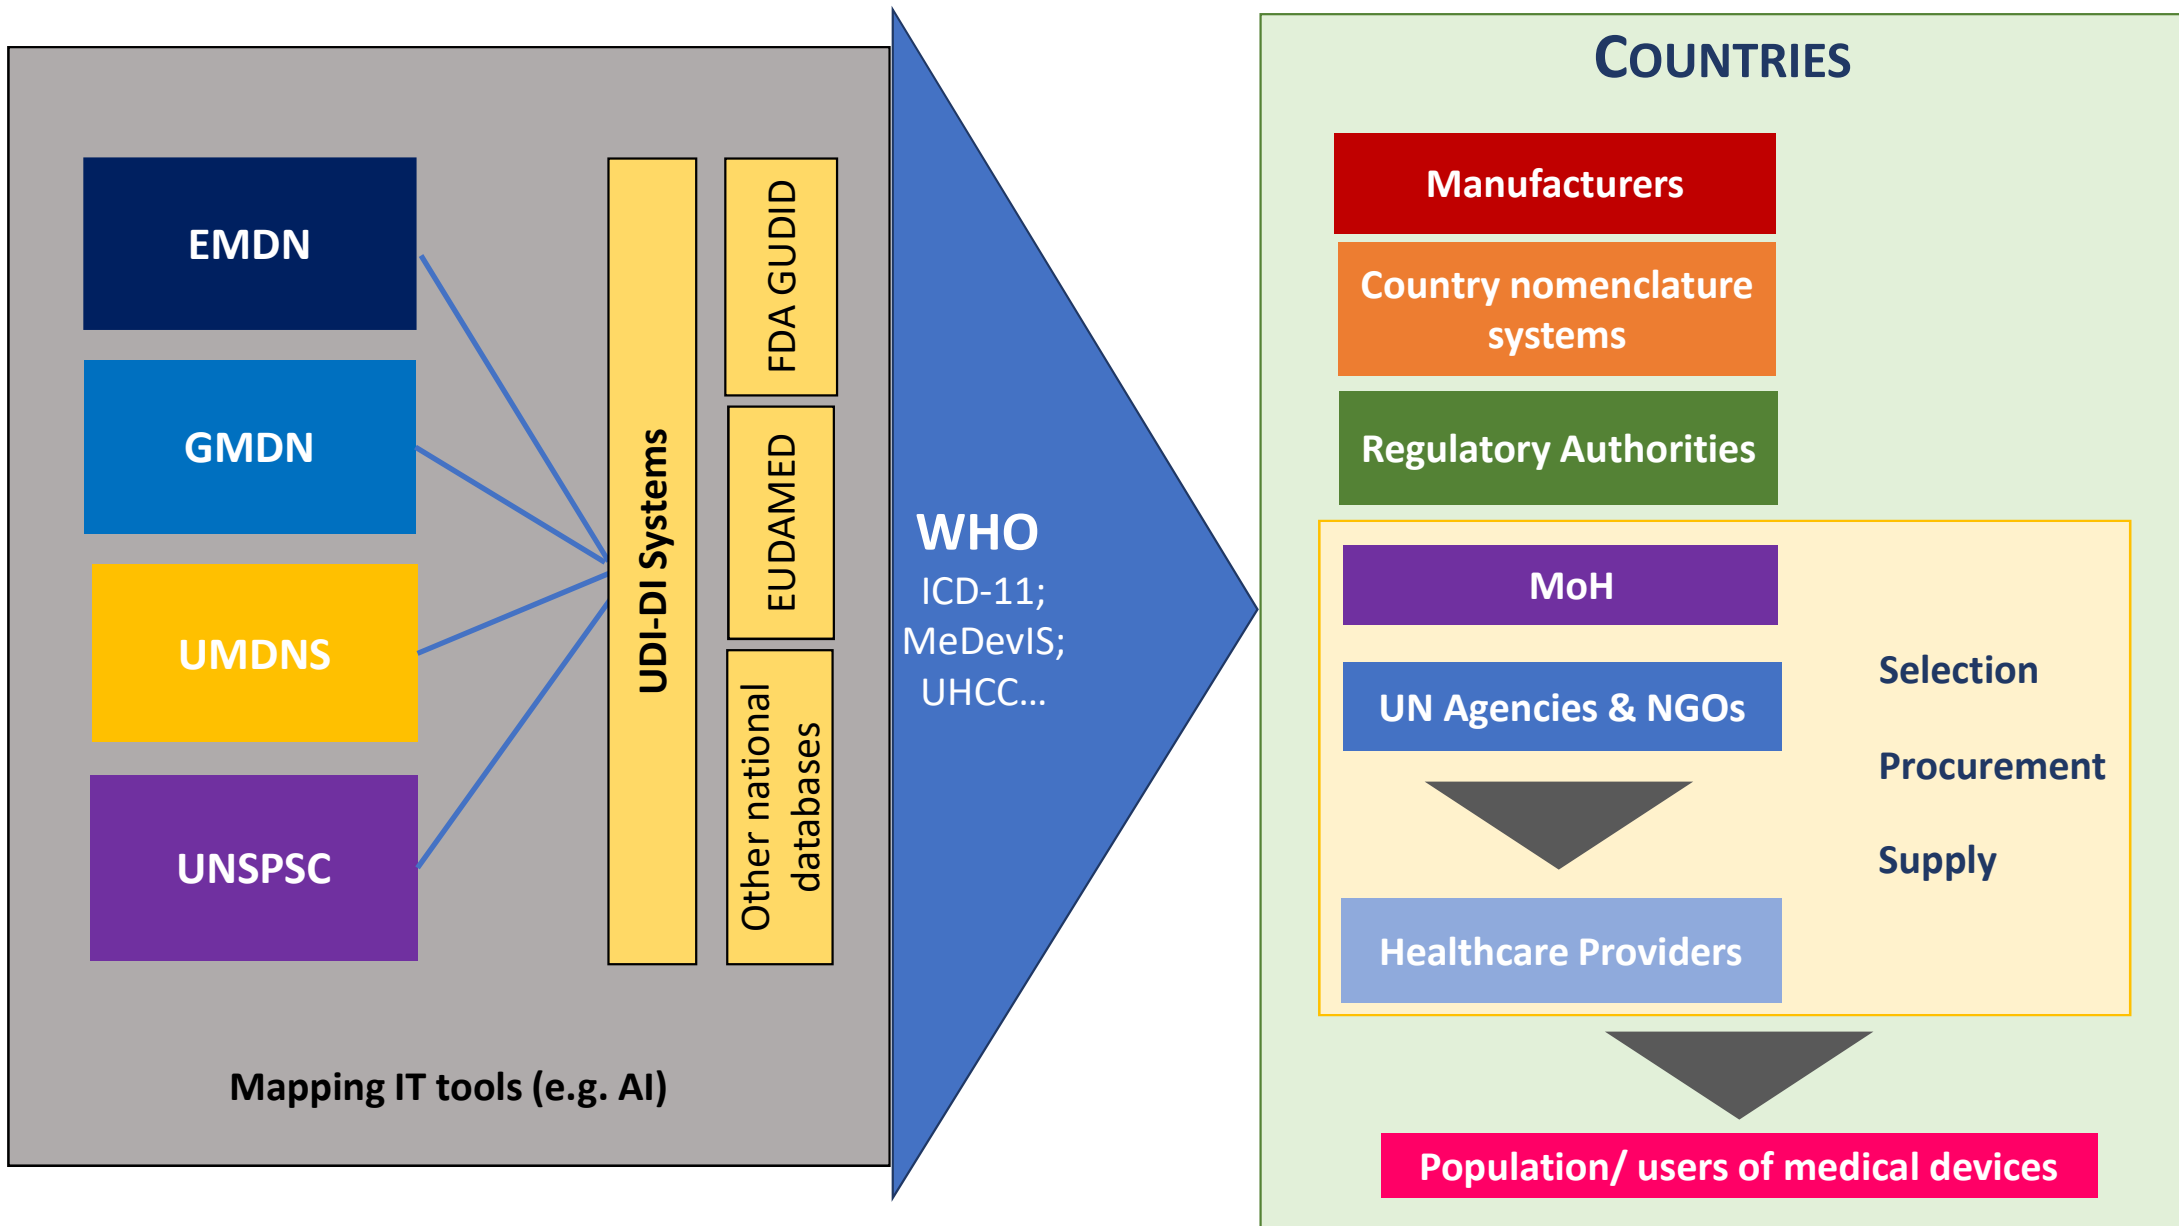 EMDN
GMDN
UMDNS
UNSPSC
UDI-DI Systems
FDA GUDID
EUDAMED
Other national
databases
Mapping IT tools (e.g. AI)
WHO
ICD-11;
MeDevIS;
UHCC...
COUNTRIES
Manufacturers
Country nomenclature
systems
Regulatory Authorities
MoH
UN Agencies & NGOs
Healthcare Providers
Selection
Procurement
Supply
Population/ users of medical devices